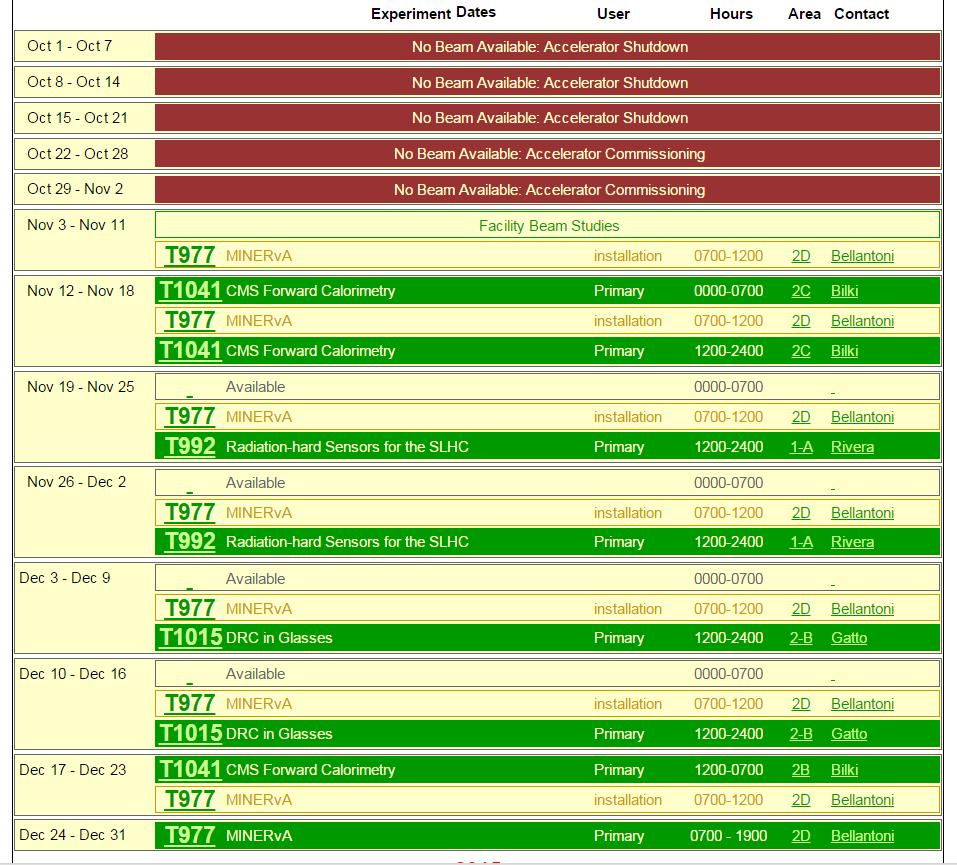 Experiment Dates User Hours Area Contact
Oct 1 - Oct 7 No Beam Available: Accelerator Shutdown
Oct 8 - Oct 14 No Beam Available: Accelerator Shutdown
Oct 15 - Oct 21 No Beam Available: Accelerator Shutdown
Oct 22 - Oct 28 No Beam Available: Accelerator Commissioning
Oct 29 - Nov 2 No Beam Available: Accelerator Commissioning
Nov 3 - Nov 11 Facility Beam Studies
T977 MINERvA installation 0700-1200 2D Bellantoni
Nov 12 - Nov 18 T1041 CMS Forward Calorimetry Primary 0000-0700 2C Bilki
T977 MINERvA installation 0700-1200 2D Bellantoni
T1041 CMS Forward Calorimetry Primary 1200-2400 2C Bilki
Nov 19 - Nov 25 Available 0000-0700
T977 MINERvA installation 0700-1200 2D Bellantoni
T992 Radiation-hard Sensors for the SLHC Primary 1200-2400 1-A Rivera
Nov 26 - Dec 2 Available 0000-0700
T977 MINERvA installation 0700-1200 2D Bellantoni
T992 Radiation-hard Sensors for the SLHC Primary 1200-2400 1-A Rivera
Dec 3 - Dec 9 Available 0000-0700
T977 MINERvA installation 0700-1200 2D Bellantoni
T1015 DRC in Glasses Primary 1200-2400 2-B Gatto
Dec 10 - Dec 16 Available 0000-0700
T977 MINERvA installation 0700-1200 2D Bellantoni
T1015 DRC in Glasses Primary 1200-2400 2-B Gatto
Dec 17 - Dec 23 T1041 CMS Forward Calorimetry Primary 1200-0700 2B Bilki
T977 MINERvA installation 0700-1200 2D Bellantoni
Dec 24 - Dec 31 T977 MINERvA Primary 0700 - 1900 2D Bellantoni